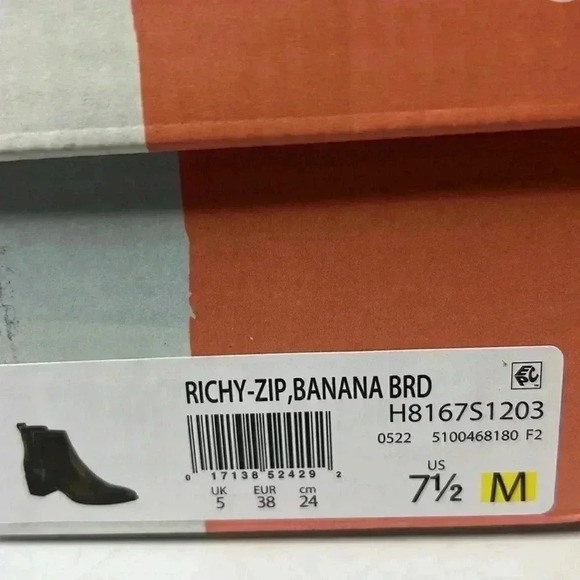 RICHY-ZIP,BANANA BRD
H8167S1203
0522 5100468180 F2
0 17138 52429 2
UK EUR cm US
5 38 24 7½ M